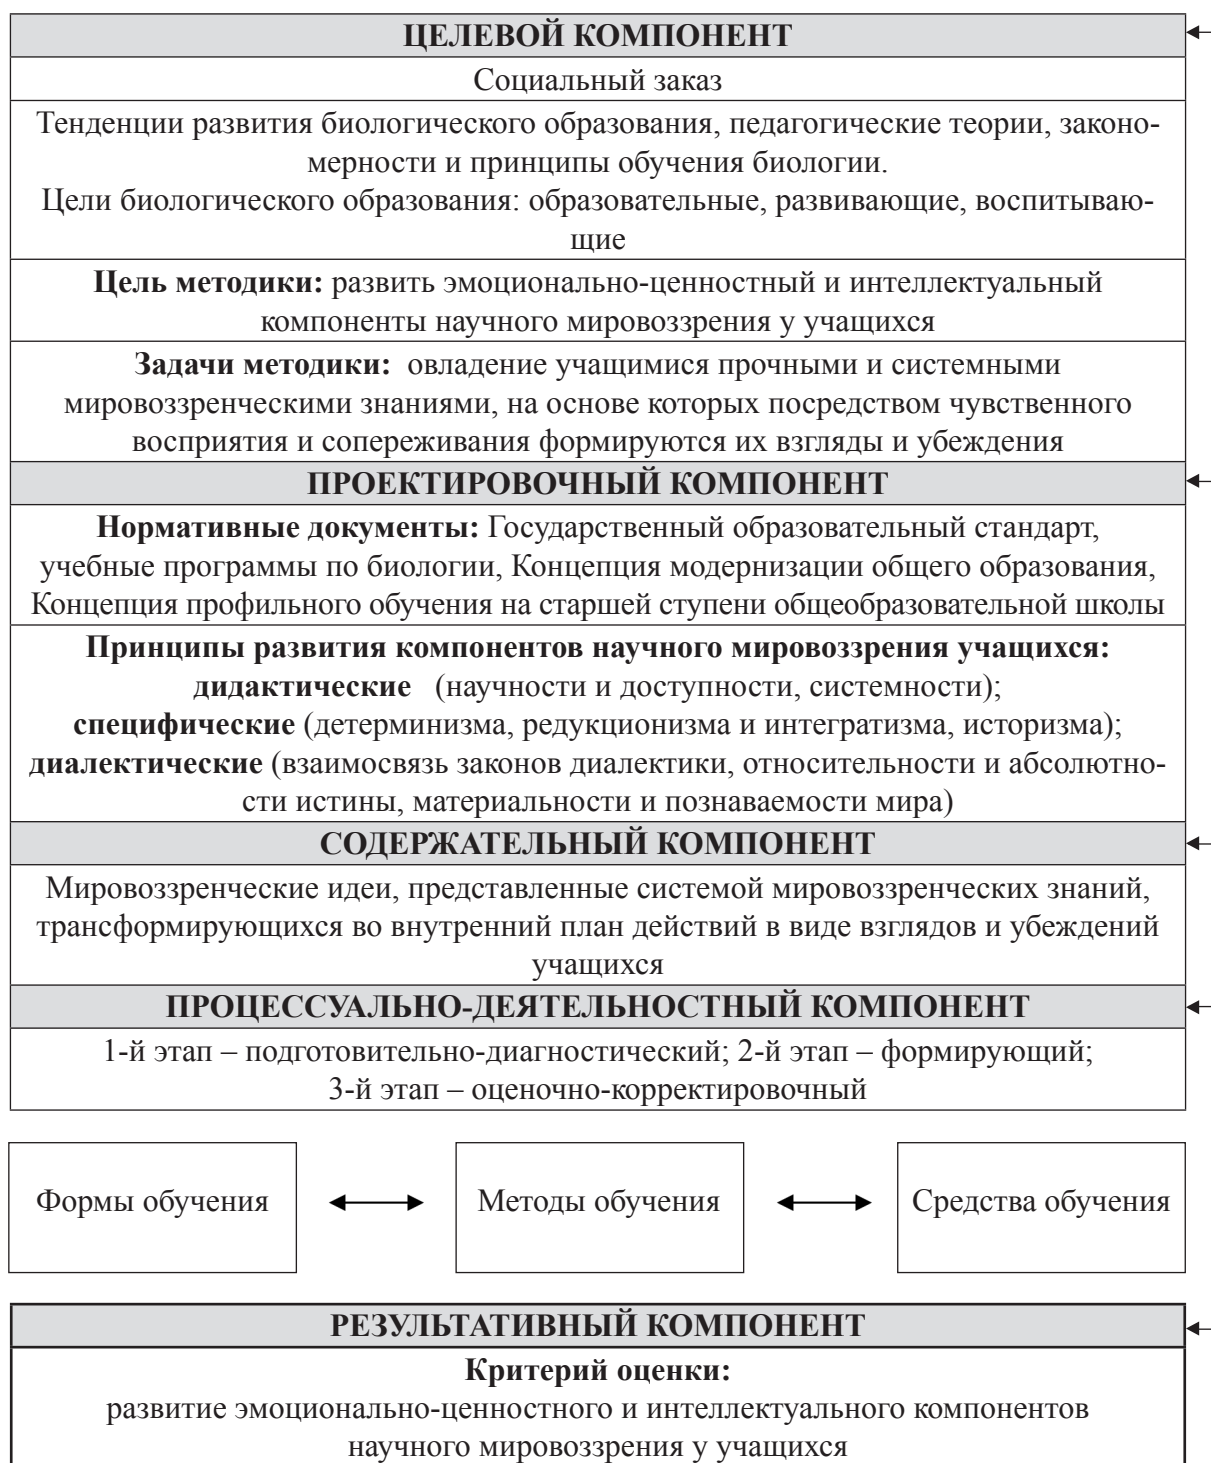 ЦЕЛЕВОЙ КОМПОНЕНТ
Социальный заказ
Тенденции развития биологического образования, педагогические теории, законо-
мерности и принципы обучения биологии.
Цели биологического образования: образовательные, развивающие, воспитываю-
щие
Цель методики: развить эмоционально-ценностный и интеллектуальный
компоненты научного мировоззрения у учащихся
Задачи методики: овладение учащимися прочными и системными
мировоззренческими знаниями, на основе которых посредством чувственного
восприятия и сопереживания формируются их взгляды и убеждения
ПРОЕКТИРОВОЧНЫЙ КОМПОНЕНТ
Нормативные документы: Государственный образовательный стандарт,
учебные программы по биологии, Концепция модернизации общего образования,
Концепция профильного обучения на старшей ступени общеобразовательной школы
Принципы развития компонентов научного мировоззрения учащихся:
дидактические (научности и доступности, системности);
специфические (детерминизма, редукционизма и интегратизма, историзма);
диалектические (взаимосвязь законов диалектики, относительности и абсолютно-
сти истины, материальности и познаваемости мира)
СОДЕРЖАТЕЛЬНЫЙ КОМПОНЕНТ
Мировоззренческие идеи, представленные системой мировоззренческих знаний,
трансформирующихся во внутренний план действий в виде взглядов и убеждений
учащихся
ПРОЦЕССУАЛЬНО-ДЕЯТЕЛЬНОСТНЫЙ КОМПОНЕНТ
1-й этап – подготовительно-диагностический; 2-й этап – формирующий;
3-й этап – оценочно-корректировочный
Формы обучения
Методы обучения
Средства обучения
РЕЗУЛЬТАТИВНЫЙ КОМПОНЕНТ
Критерий оценки:
развитие эмоционально-ценностного и интеллектуального компонентов
научного мировоззрения у учащихся